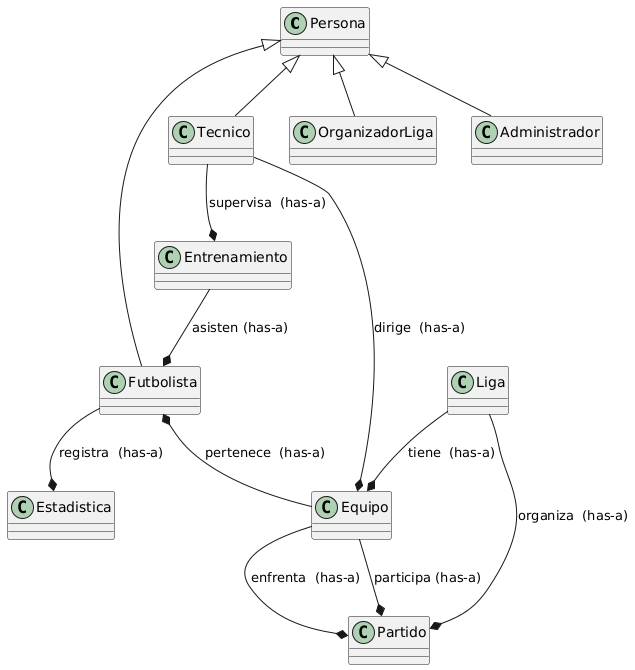 C Persona
C Tecnico
C OrganizadorLiga
C Administrador
supervisa (has-a)
C Entrenamiento
asisten (has-a)
dirige (has-a)
C Futbolista
C Liga
registra (has-a)
pertenece (has-a)
tiene (has-a)
C Estadistica
C Equipo
organiza (has-a)
enfrenta (has-a)
participa (has-a)
C Partido